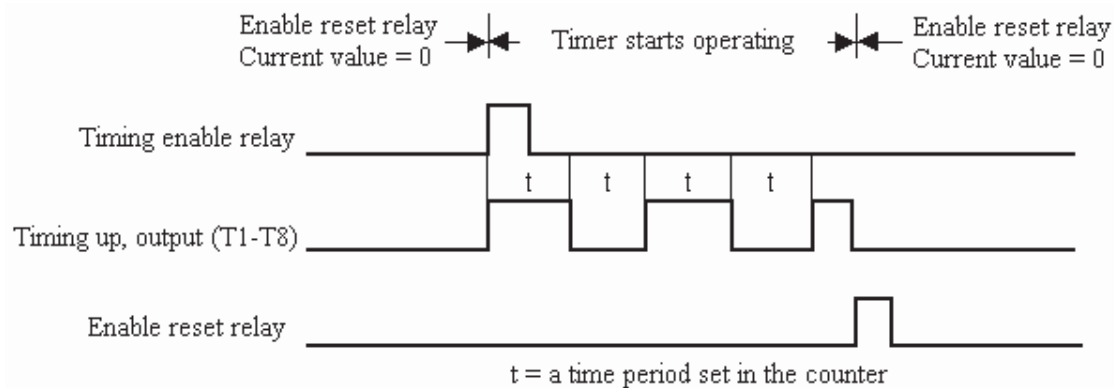 Enable reset relay
Current value = 0
Timer starts operating
Enable reset relay
Current value = 0
Timing enable relay
t t t t
Timing up, output (T1-T8)
Enable reset relay
t = a time period set in the counter